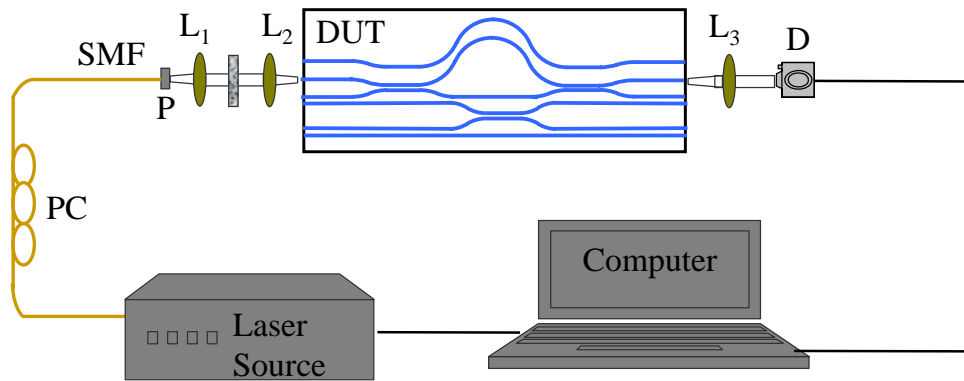 L₁
L₂
DUT
L₃
D
SMF
P
PC
Computer
Laser
Source